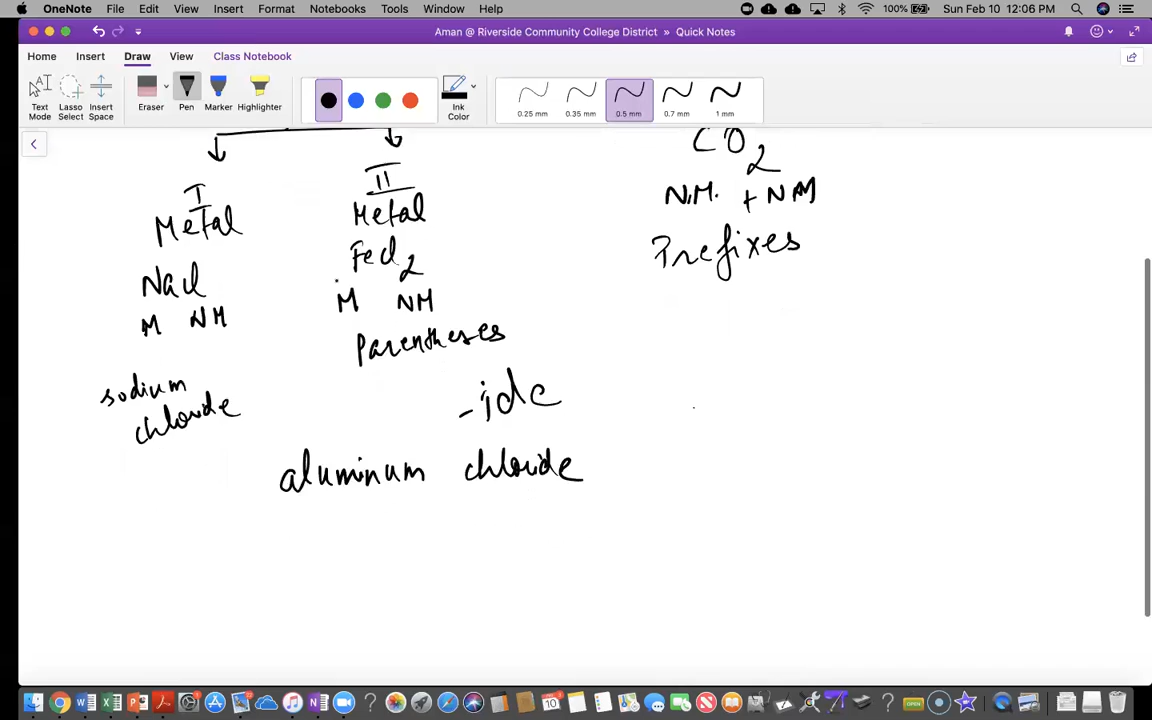 OneNote File Edit View Insert Format Notebooks Tools Window Help 100% Sun Feb 10 12:06 PM
Aman @ Riverside Community College District » Quick Notes
Home Insert Draw View Class Notebook
Text Mode Lasso Select Insert Space Eraser Pen Marker Highlighter Ink Color 0.25 mm 0.35 mm 0.5 mm 0.7 mm 1 mm
CO2
I II
N.M. + NM
Metal Metal
Prefixes
NaCl FeCl2
M NM M NM
Parentheses
sodium
chloride
-ide
aluminum chloride
10
OPEN